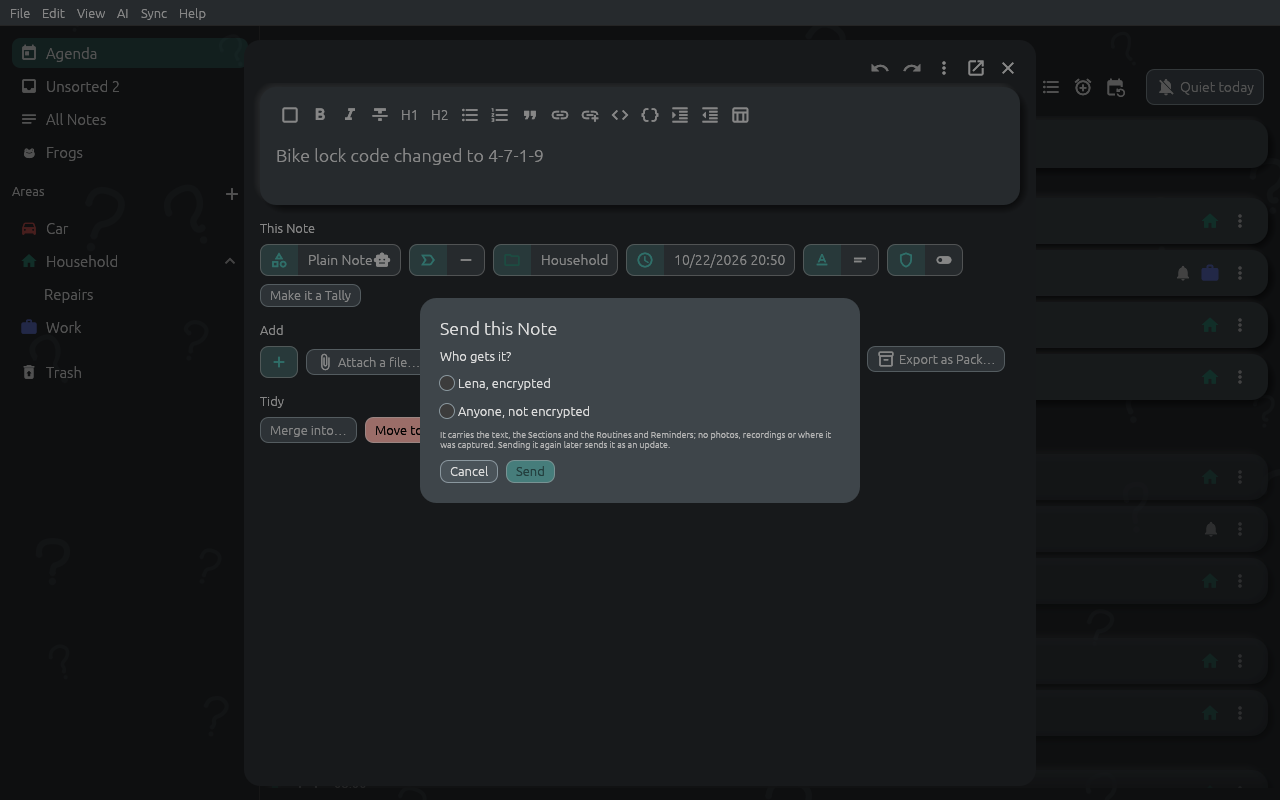 File Edit View AI Sync Help
Agenda
Unsorted 2
All Notes
Frogs
Areas
Car
Household
Repairs
Work
Trash
Quiet today
H1 H2
Bike lock code changed to 4-7-1-9
This Note
Plain Note
Household
10/22/2026 20:50
Make it a Tally
Add
Attach a file…
Export as Pack…
Tidy
Merge into…
Move to
Send this Note
Who gets it?
Lena, encrypted
Anyone, not encrypted
It carries the text, the Sections and the Routines and Reminders; no photos, recordings or where it
was captured. Sending it again later sends it as an update.
Cancel
Send